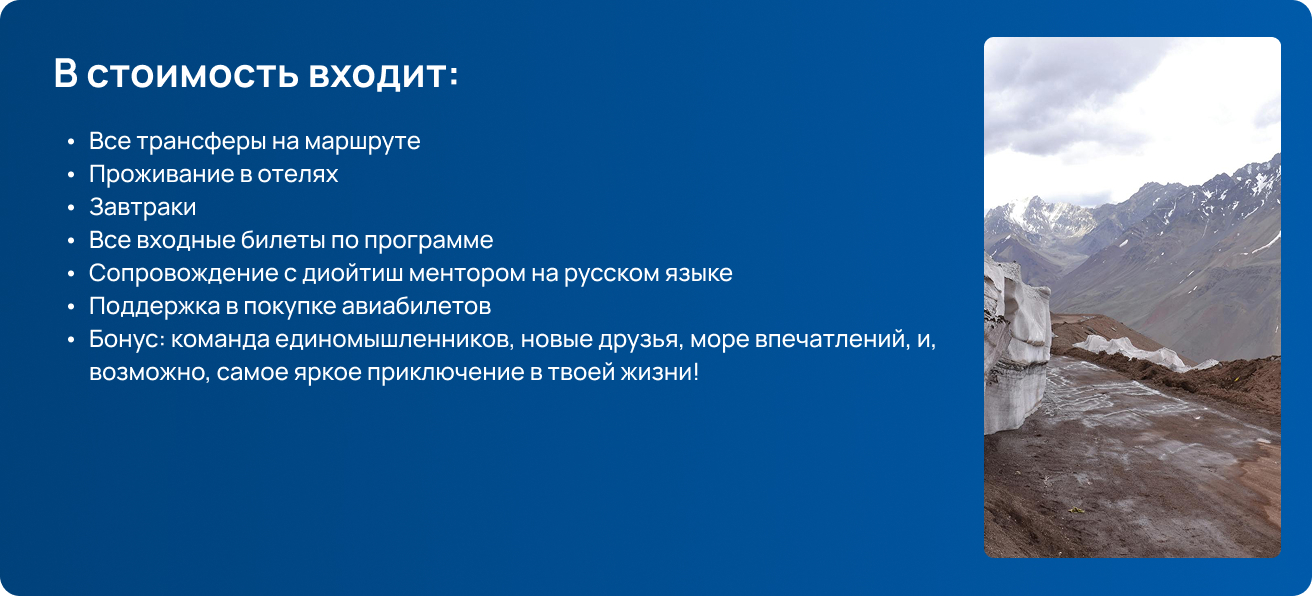 В стоимость входит:
• Все трансферы на маршруте
• Проживание в отелях
• Завтраки
• Все входные билеты по программе
• Сопровождение с диойтиш ментором на русском языке
• Поддержка в покупке авиабилетов
• Бонус: команда единомышленников, новые друзья, море впечатлений, и,
возможно, самое яркое приключение в твоей жизни!